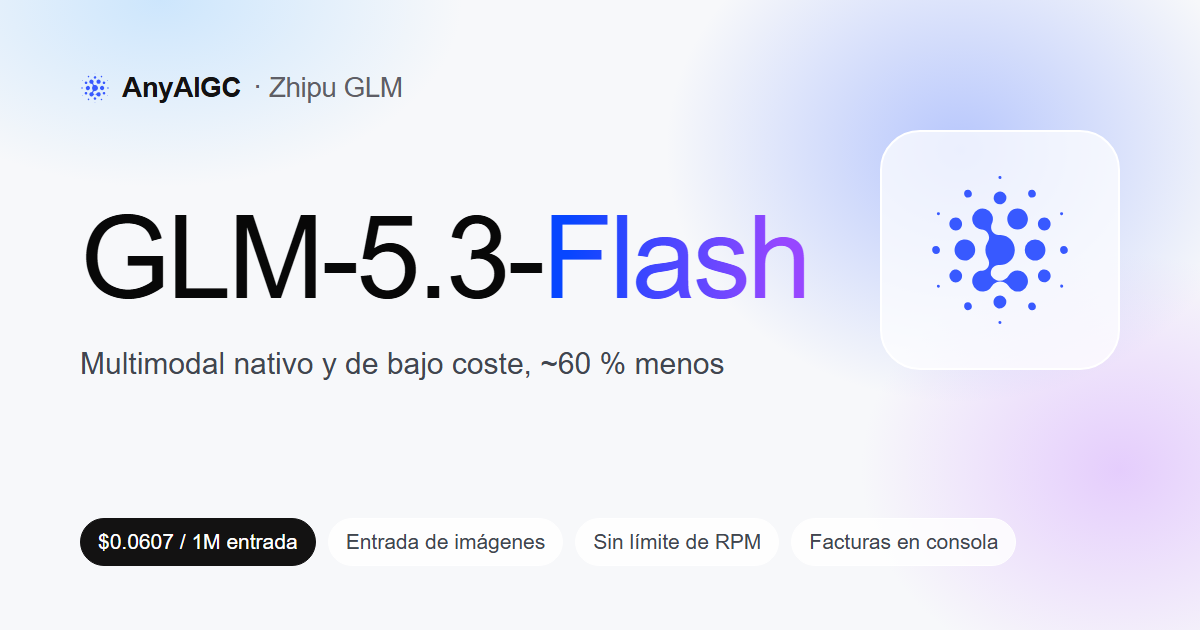 AnyAIGC · Zhipu GLM
GLM-5.3-Flash
Multimodal nativo y de bajo coste, ~60 % menos
$0.0607 / 1M entrada
Entrada de imágenes
Sin límite de RPM
Facturas en consola